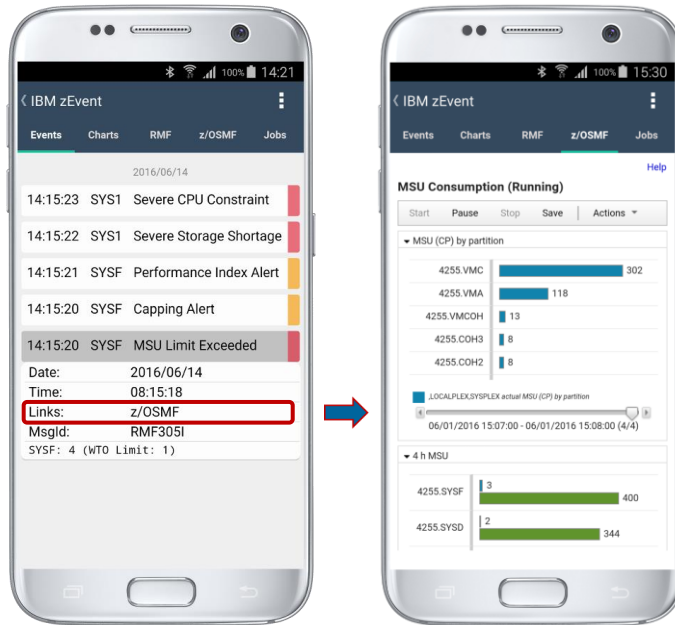 100% 14:21
IBM zEvent
Events Charts RMF z/OSMF Jobs
2016/06/14
14:15:23 SYS1 Severe CPU Constraint
14:15:22 SYS1 Severe Storage Shortage
14:15:21 SYSF Performance Index Alert
14:15:20 SYSF Capping Alert
14:15:20 SYSF MSU Limit Exceeded
Date: 2016/06/14
Time: 08:15:18
Links: z/OSMF
MsgId: RMF305I
SYSF: 4 (WTO Limit: 1)
100% 15:30
IBM zEvent
Events Charts RMF z/OSMF Jobs
Help
MSU Consumption (Running)
Start Pause Stop Save Actions
MSU (CP) by partition
4255.VMC 302
4255.VMA 118
4255.VMCOH 13
4255.COH3 8
4255.COH2 8
,LOCALPLEX,SYSPLEX actual MSU (CP) by partition
06/01/2016 15:07:00 - 06/01/2016 15:08:00 (4/4)
4 h MSU
4255.SYSF 3
400
4255.SYSD 2
344